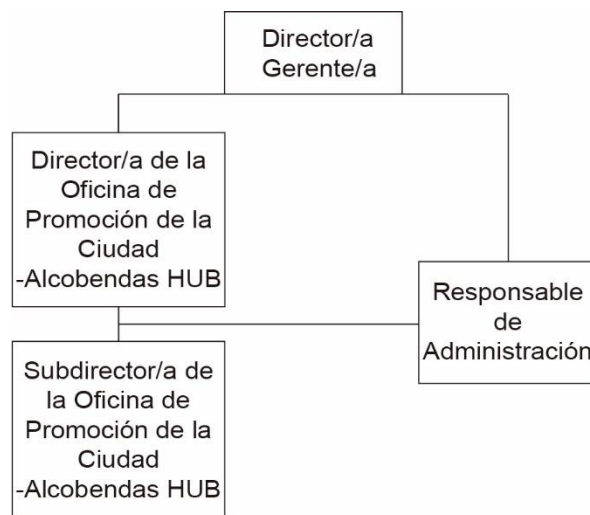 Director/a
Gerente/a
Director/a de la
Oficina de
Promoción de la
Ciudad
-Alcobendas HUB
Responsable
de
Administración
Subdirector/a de
la Oficina de
Promoción de la
Ciudad
-Alcobendas HUB